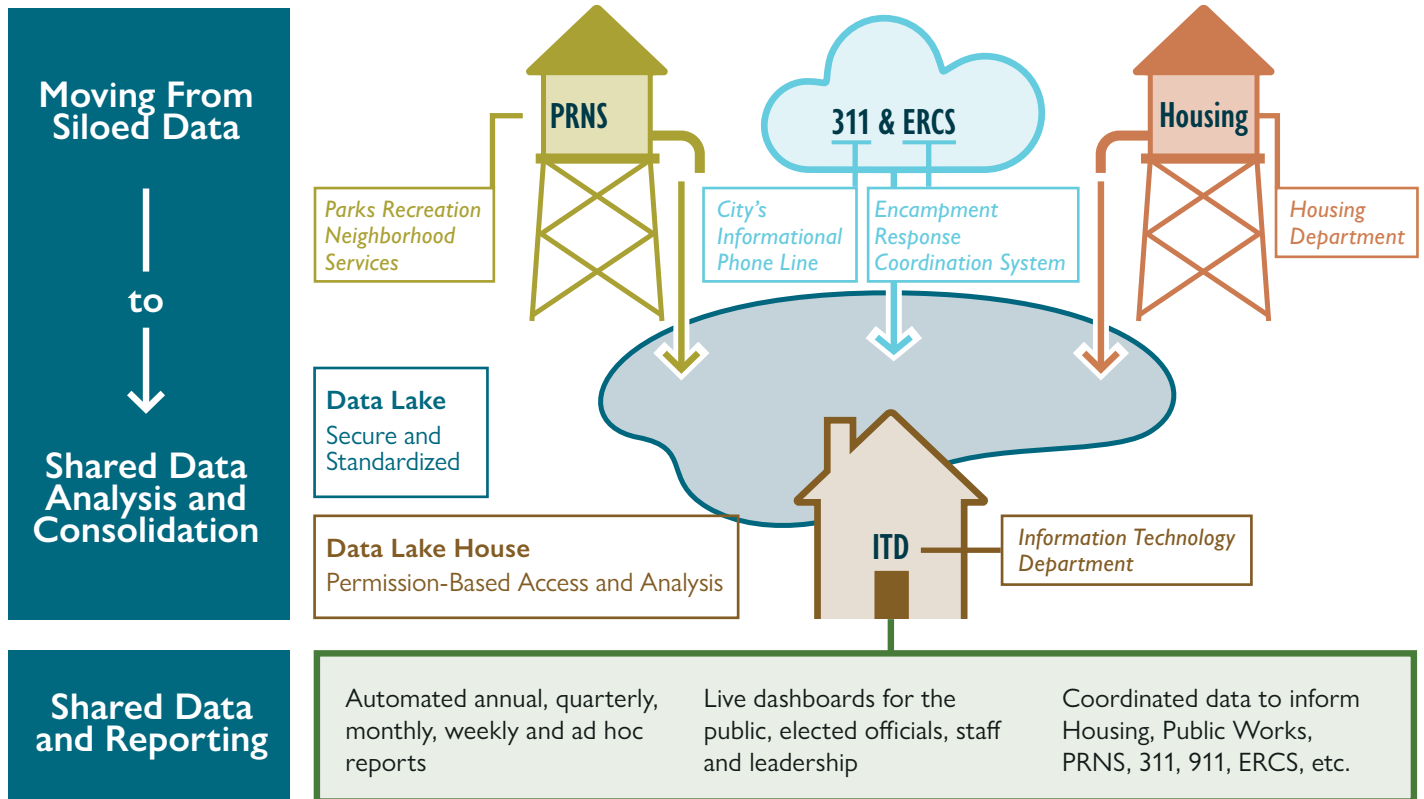 Moving From
Siloed Data
to
Shared Data
Analysis and
Consolidation
PRNS
311 & ERCS
Housing
Parks Recreation
Neighborhood
Services
City's
Informational
Phone Line
Encampment
Response
Coordination System
Housing
Department
Data Lake
Secure and
Standardized
Data Lake House
Permission-Based Access and Analysis
ITD
Information Technology
Department
Shared Data
and Reporting
Automated annual, quarterly,
monthly, weekly and ad hoc
reports
Live dashboards for the
public, elected officials, staff
and leadership
Coordinated data to inform
Housing, Public Works,
PRNS, 311, 911, ERCS, etc.